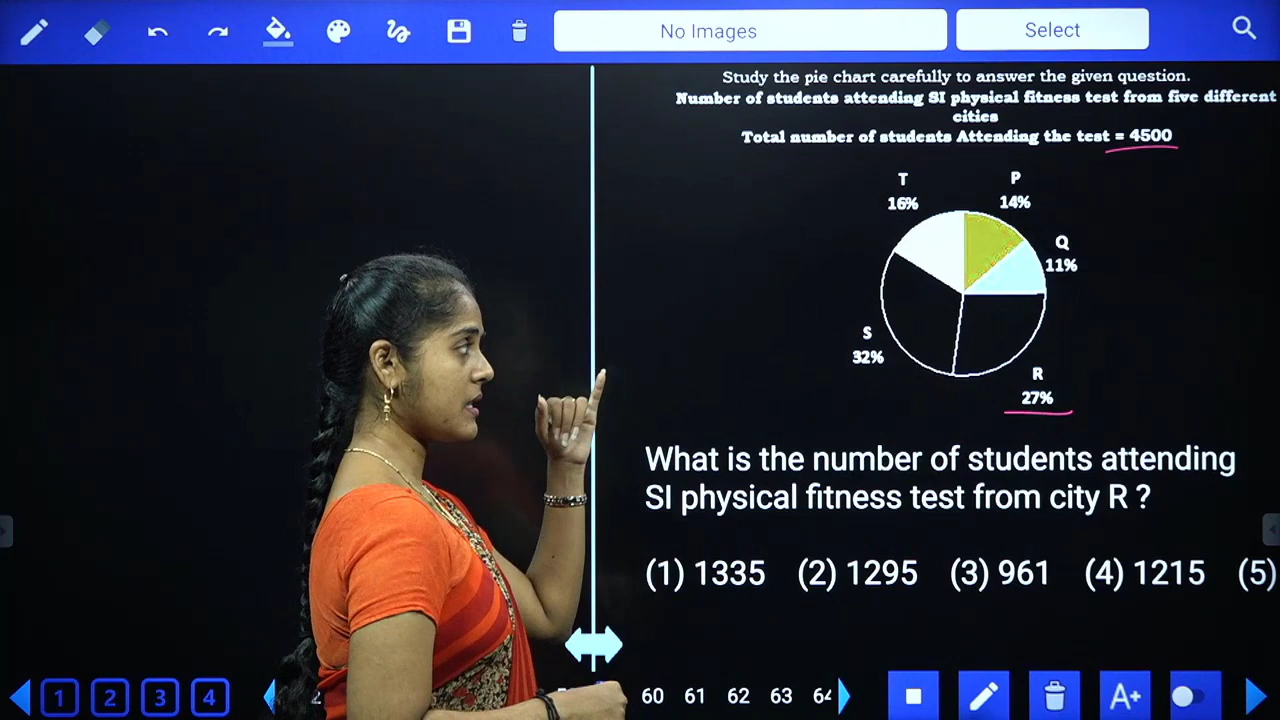 No Images
Select
Study the pie chart carefully to answer the given question.
Number of students attending SI physical fitness test from five different
cities
Total number of students Attending the test = 4500
T
16%
P
14%
Q
11%
S
32%
R
27%
What is the number of students attending
SI physical fitness test from city R ?
(1) 1335 (2) 1295 (3) 961 (4) 1215 (5)
1 2 3 4
60 61 62 63
A+